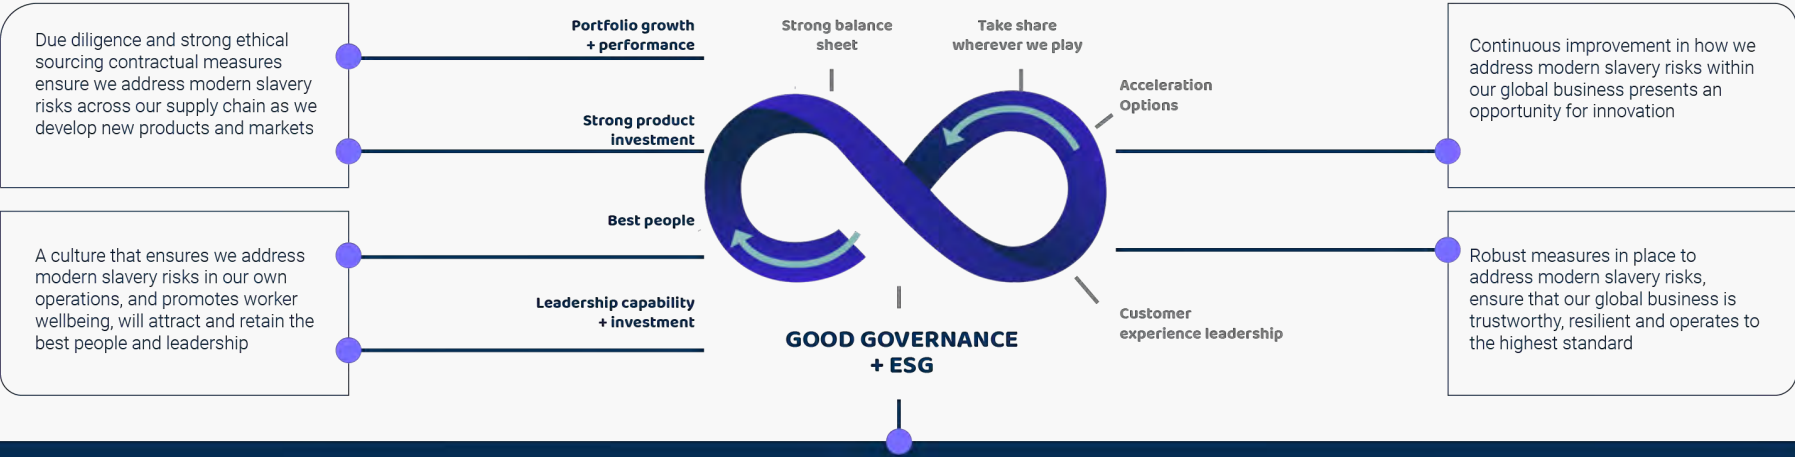 Due diligence and strong ethical
sourcing contractual measures
ensure we address modern slavery
risks across our supply chain as we
develop new products and markets
A culture that ensures we address
modern slavery risks in our own
operations, and promotes worker
wellbeing, will attract and retain the
best people and leadership
Portfolio growth
+ performance
Strong product
investment
Best people
Leadership capability
+ investment
Strong balance
sheet
Take share
wherever we play
Acceleration
Options
Customer
experience leadership
GOOD GOVERNANCE
+ ESG
Continuous improvement in how we
address modern slavery risks within
our global business presents an
opportunity for innovation
Robust measures in place to
address modern slavery risks,
ensure that our global business is
trustworthy, resilient and operates to
the highest standard